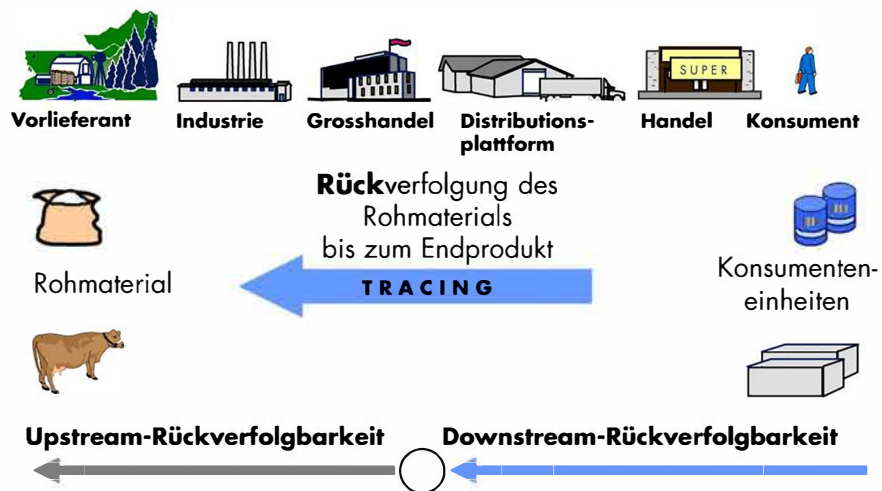 SUPER
Vorlieferant Industrie Grosshandel Distributions-
plattform
Handel Konsument
Rückverfolgung des
Rohmaterials
bis zum Endprodukt
TRACING
Rohmaterial
Konsumenten-
einheiten
Upstream-Rückverfolgbarkeit Downstream-Rückverfolgbarkeit